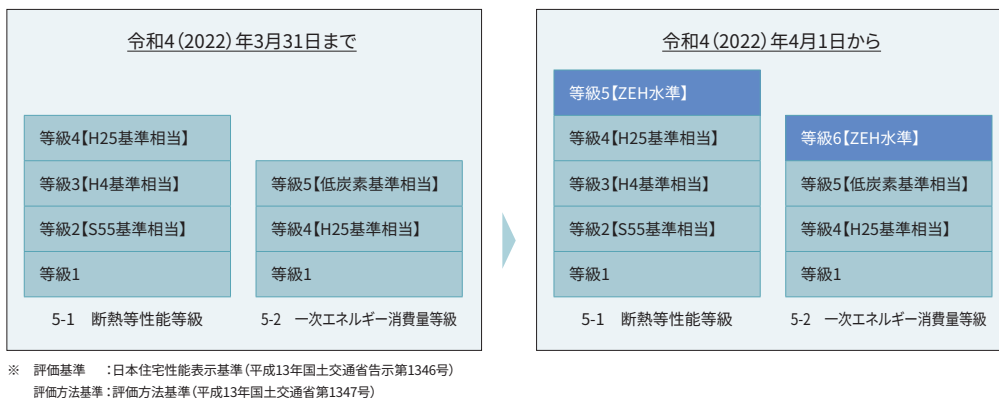 令和4（2022）年3月31日まで
等級4【H25基準相当】
等級3【H4基準相当】
等級2【S55基準相当】
等級1
5-1　断熱等性能等級
等級5【低炭素基準相当】
等級4【H25基準相当】
等級1
5-2　一次エネルギー消費量等級
令和4（2022）年4月1日から
等級5【ZEH水準】
等級4【H25基準相当】
等級3【H4基準相当】
等級2【S55基準相当】
等級1
5-1　断熱等性能等級
等級6【ZEH水準】
等級5【低炭素基準相当】
等級4【H25基準相当】
等級1
5-2　一次エネルギー消費量等級
※　評価基準　：日本住宅性能表示基準（平成13年国土交通省告示第1346号）
評価方法基準：評価方法基準（平成13年国土交通省第1347号）